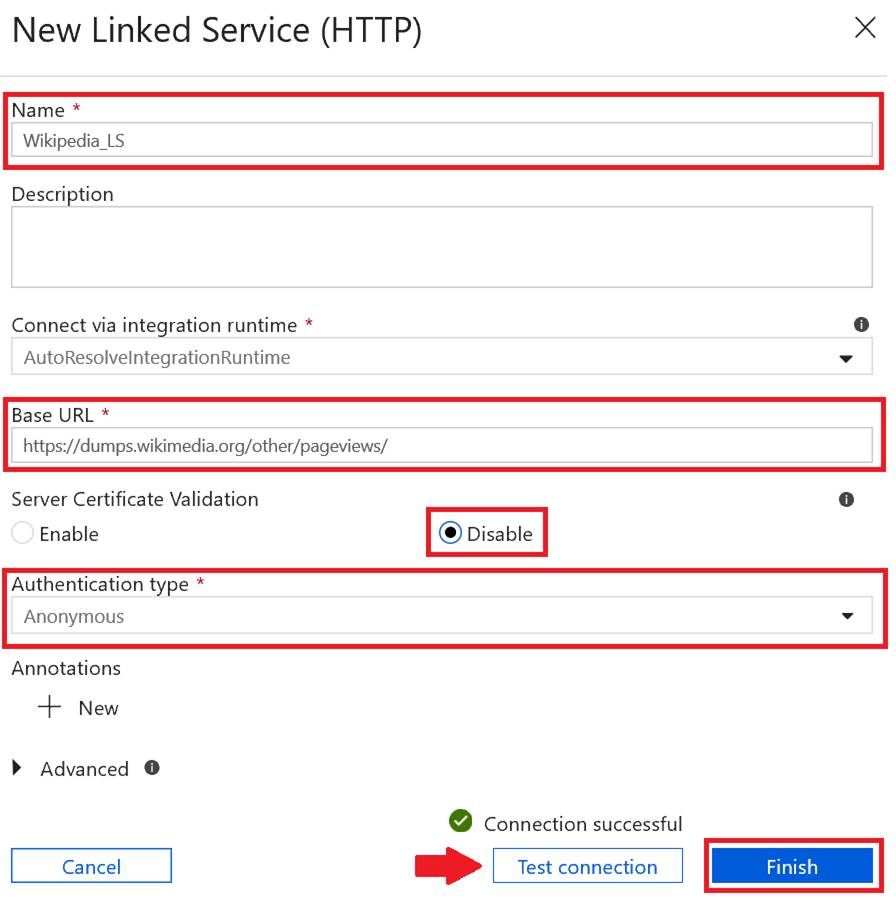 New Linked Service (HTTP)
Name *
Wikipedia_LS
Description
Connect via integration runtime *
AutoResolveIntegrationRuntime
Base URL *
https://dumps.wikimedia.org/other/pageviews/
Server Certificate Validation
Enable Disable
Authentication type *
Anonymous
Annotations
New
Advanced
Connection successful
Cancel Test connection Finish